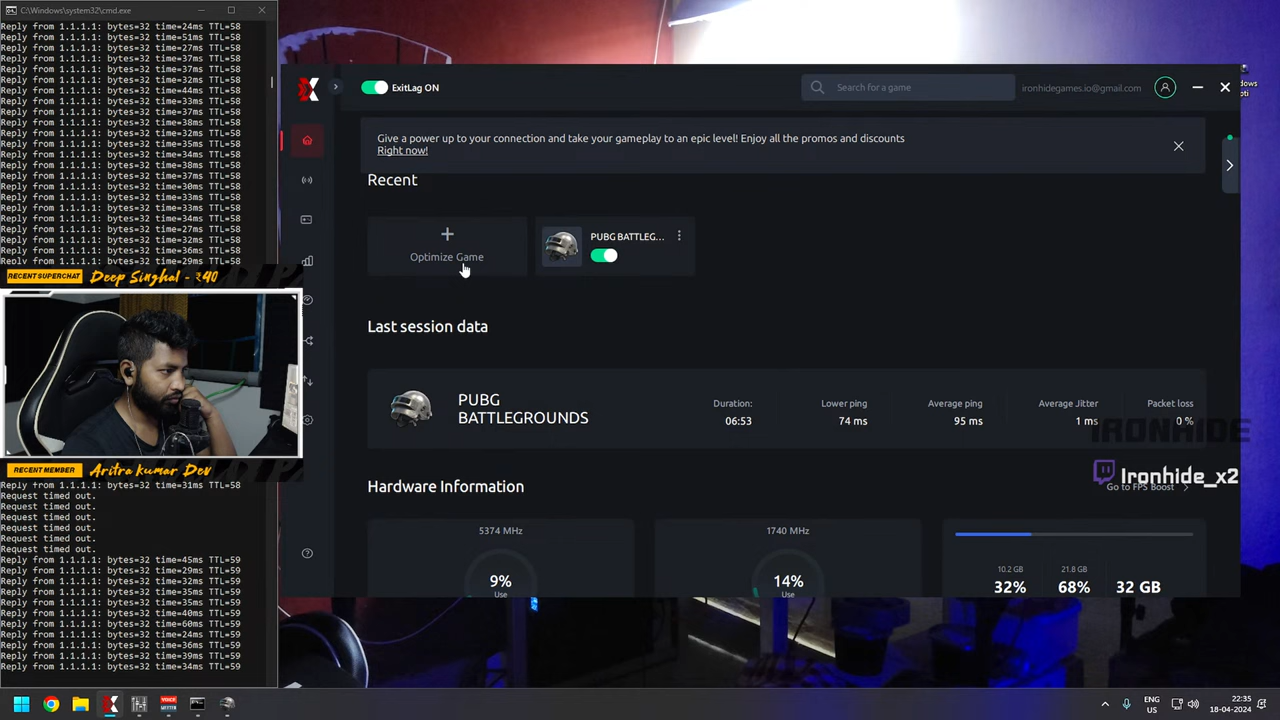 C:\Windows\system32\cmd.exe
Reply from 1.1.1.1: bytes=32 time=24ms TTL=58
Reply from 1.1.1.1: bytes=32 time=51ms TTL=58
Reply from 1.1.1.1: bytes=32 time=27ms TTL=58
Reply from 1.1.1.1: bytes=32 time=37ms TTL=58
Reply from 1.1.1.1: bytes=32 time=37ms TTL=58
Reply from 1.1.1.1: bytes=32 time=32ms TTL=58
Reply from 1.1.1.1: bytes=32 time=44ms TTL=58
Reply from 1.1.1.1: bytes=32 time=33ms TTL=58
Reply from 1.1.1.1: bytes=32 time=37ms TTL=58
Reply from 1.1.1.1: bytes=32 time=38ms TTL=58
Reply from 1.1.1.1: bytes=32 time=32ms TTL=58
Reply from 1.1.1.1: bytes=32 time=35ms TTL=58
Reply from 1.1.1.1: bytes=32 time=34ms TTL=58
Reply from 1.1.1.1: bytes=32 time=38ms TTL=58
Reply from 1.1.1.1: bytes=32 time=37ms TTL=58
Reply from 1.1.1.1: bytes=32 time=30ms TTL=58
Reply from 1.1.1.1: bytes=32 time=33ms TTL=58
Reply from 1.1.1.1: bytes=32 time=33ms TTL=58
Reply from 1.1.1.1: bytes=32 time=34ms TTL=58
Reply from 1.1.1.1: bytes=32 time=27ms TTL=58
Reply from 1.1.1.1: bytes=32 time=32ms TTL=58
Reply from 1.1.1.1: bytes=32 time=36ms TTL=58
Reply from 1.1.1.1: bytes=32 time=29ms TTL=58
RECENT SUPERCHAT Deep Singhal - ₹40
RECENT MEMBER Aritra Kumar Dev
Reply from 1.1.1.1: bytes=32 time=31ms TTL=58
Request timed out.
Request timed out.
Request timed out.
Request timed out.
Request timed out.
Request timed out.
Reply from 1.1.1.1: bytes=32 time=45ms TTL=59
Reply from 1.1.1.1: bytes=32 time=29ms TTL=59
Reply from 1.1.1.1: bytes=32 time=32ms TTL=59
Reply from 1.1.1.1: bytes=32 time=35ms TTL=59
Reply from 1.1.1.1: bytes=32 time=35ms TTL=59
Reply from 1.1.1.1: bytes=32 time=40ms TTL=59
Reply from 1.1.1.1: bytes=32 time=60ms TTL=59
Reply from 1.1.1.1: bytes=32 time=24ms TTL=59
Reply from 1.1.1.1: bytes=32 time=36ms TTL=59
Reply from 1.1.1.1: bytes=32 time=39ms TTL=59
Reply from 1.1.1.1: bytes=32 time=34ms TTL=59
ExitLag ON
Search for a game
ironhidegames.io@gmail.com
Give a power up to your connection and take your gameplay to an epic level! Enjoy all the promos and discounts
Right now!
Recent
Optimize Game
PUBG BATTLEG...
Last session data
PUBG BATTLEGROUNDS
Duration:
06:53
Lower ping
74 ms
Average ping
95 ms
Average Jitter
1 ms
Packet loss
0 %
IRONHIDE
Ironhide_x2
Hardware Information
Go to FPS Boost
5374 MHz
9%
Use
1740 MHz
14%
Use
10.2 GB
32%
21.8 GB
68%
32 GB
ENG
US
22:35
18-04-2024